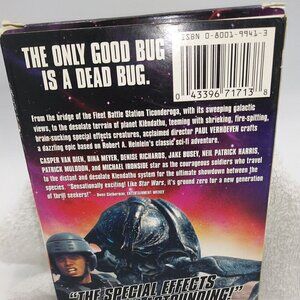 THE ONLY GOOD BUG
IS A DEAD BUG.
ISBN 0-8001-9941-3
0 43396 71713 8
From the bridge of the Fleet Battle Station Ticonderoga, with its sweeping galactic
views, to the desolate terrain of planet Klendathu, teeming with shrieking, fire-spitting,
brain-sucking special effects creatures, acclaimed director PAUL VERHOEVEN crafts
a dazzling epic based on Robert A. Heinlein's classic sci-fi adventure.
CASPER VAN DIEN, DINA MEYER, DENISE RICHARDS, JAKE BUSEY, NEIL PATRICK HARRIS,
PATRICK MULDOON, and MICHAEL IRONSIDE star as the courageous soldiers who travel
to the distant and desolate Klendathu system for the ultimate showdown between the
species. "Sensationally exciting! Like Star Wars, it's ground zero for a new generation
of thrill seekers!" - Owen Gleiberman, ENTERTAINMENT WEEKLY
"THE SPECIAL EFFECTS